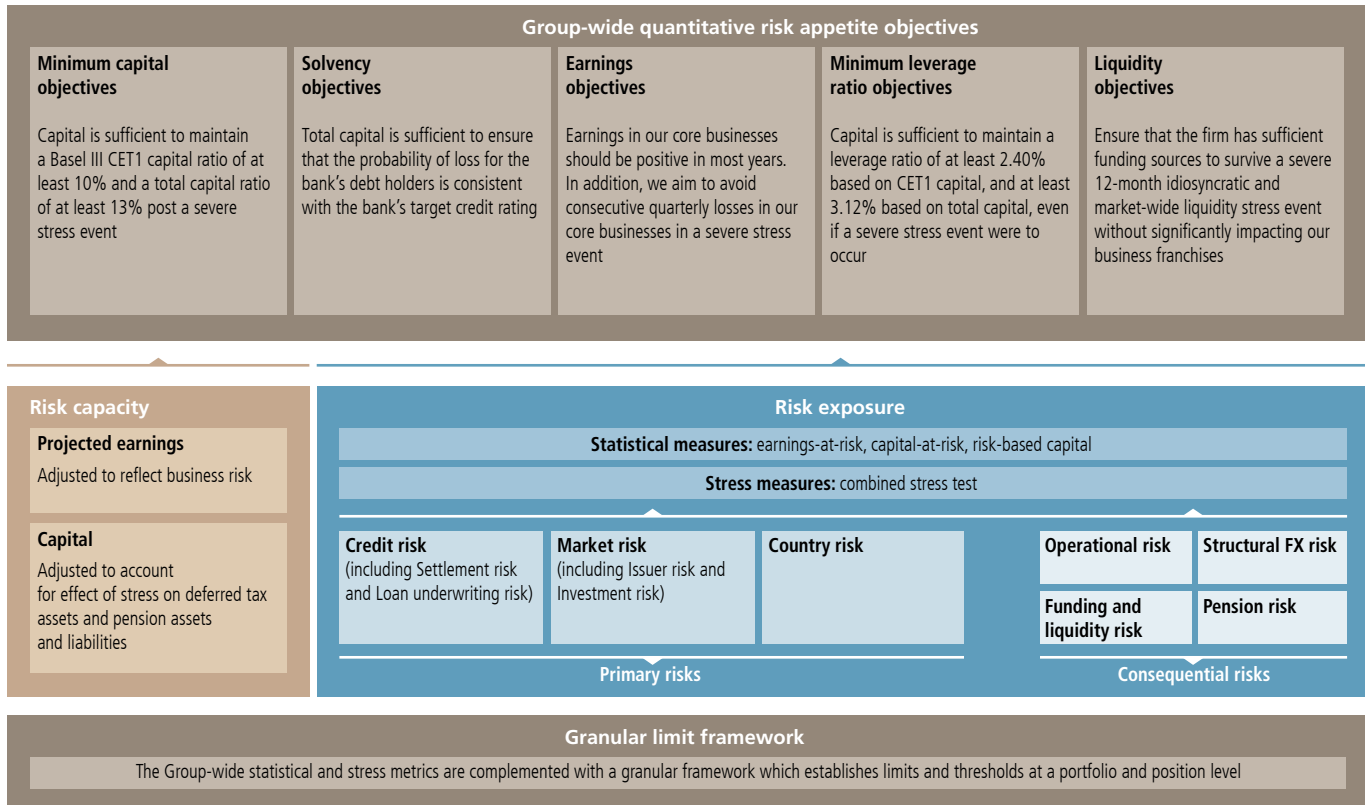 Group-wide quantitative risk appetite objectives
Minimum capital
objectives
Capital is sufficient to maintain
a Basel III CET1 capital ratio of at
least 10% and a total capital ratio
of at least 13% post a severe
stress event
Solvency
objectives
Total capital is sufficient to ensure
that the probability of loss for the
bank’s debt holders is consistent
with the bank’s target credit rating
Earnings
objectives
Earnings in our core businesses
should be positive in most years.
In addition, we aim to avoid
consecutive quarterly losses in our
core businesses in a severe stress
event
Minimum leverage
ratio objectives
Capital is sufficient to maintain a
leverage ratio of at least 2.40%
based on CET1 capital, and at least
3.12% based on total capital, even
if a severe stress event were to
occur
Liquidity
objectives
Ensure that the firm has sufficient
funding sources to survive a severe
12-month idiosyncratic and
market-wide liquidity stress event
without significantly impacting our
business franchises
Risk capacity
Projected earnings
Adjusted to reflect business risk
Capital
Adjusted to account
for effect of stress on deferred tax
assets and pension assets
and liabilities
Risk exposure
Statistical measures: earnings-at-risk, capital-at-risk, risk-based capital
Stress measures: combined stress test
Credit risk
(including Settlement risk
and Loan underwriting risk)
Market risk
(including Issuer risk and
Investment risk)
Country risk
Primary risks
Operational risk
Structural FX risk
Funding and
liquidity risk
Pension risk
Consequential risks
Granular limit framework
The Group-wide statistical and stress metrics are complemented with a granular framework which establishes limits and thresholds at a portfolio and position level